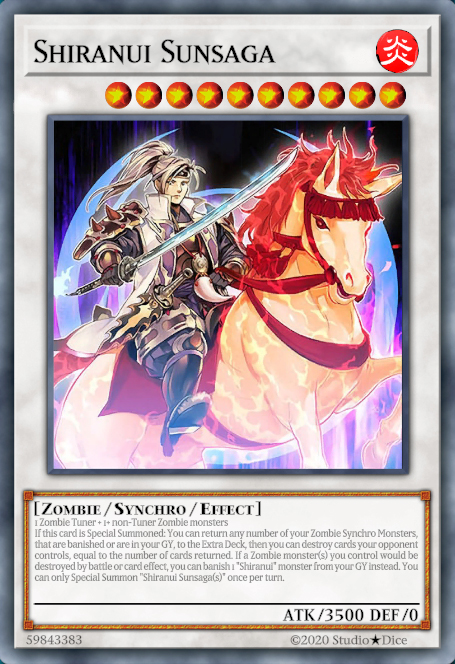 Shiranui Sunsaga
炎
[Zombie / Synchro / Effect]
1 Zombie Tuner + 1+ non-Tuner Zombie monsters
If this card is Special Summoned: You can return any number of your Zombie Synchro Monsters,
that are banished or are in your GY, to the Extra Deck, then you can destroy cards your opponent
controls, equal to the number of cards returned. If a Zombie monster(s) you control would be
destroyed by battle or card effect, you can banish 1 "Shiranui" monster from your GY instead. You
can only Special Summon "Shiranui Sunsaga(s)" once per turn.
ATK/3500 DEF/0
59843383 ©2020 Studio★Dice